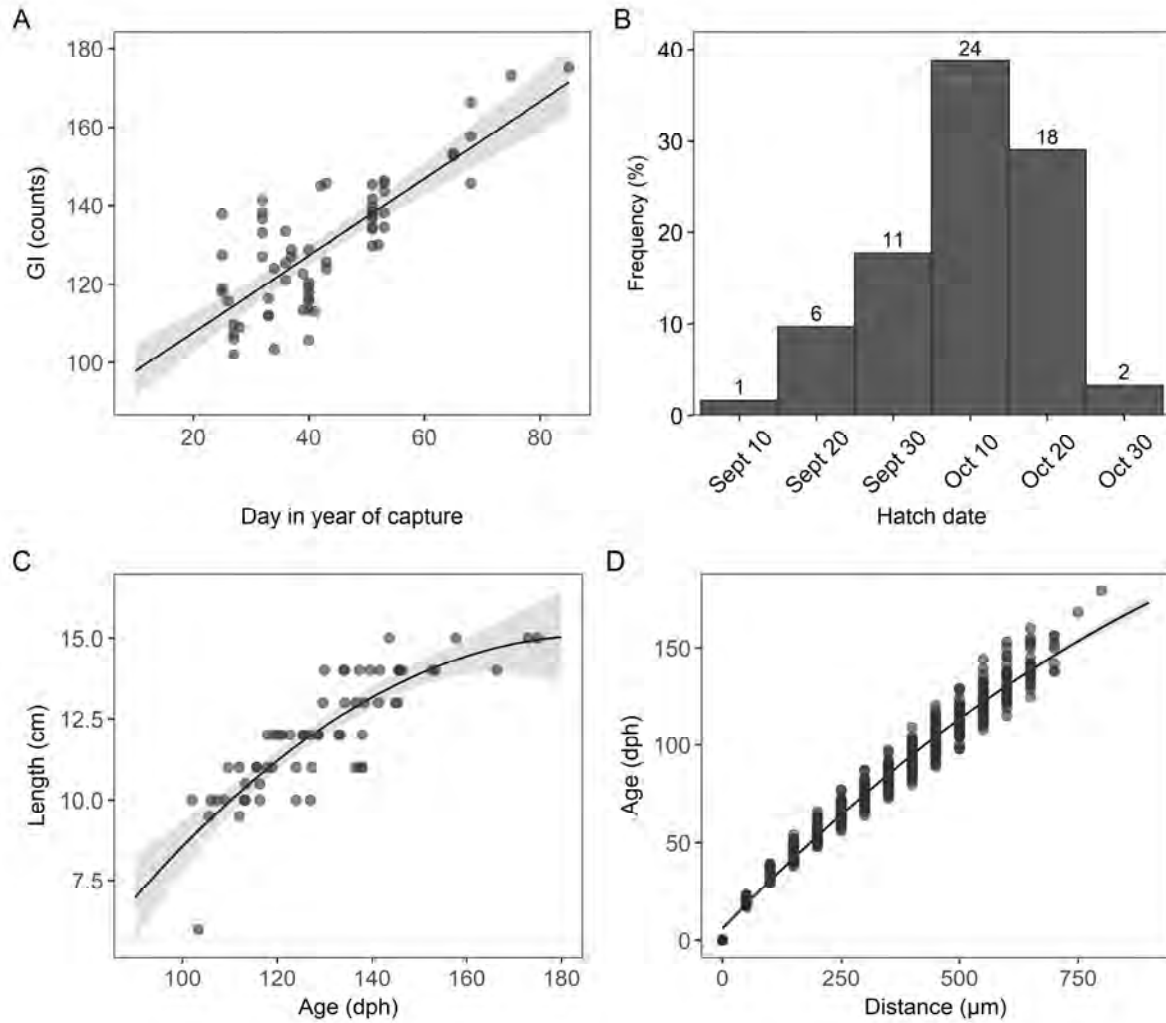 A
GI (counts)
180
160
140
120
100
20 40 60 80
Day in year of capture
B
Frequency (%)
40
30
20
10
0
1 6 11 24 18 2
Sept 10 Sept 20 Sept 30 Oct 10 Oct 20 Oct 30
Hatch date
C
Length (cm)
15.0
12.5
10.0
7.5
100 120 140 160 180
Age (dph)
D
Age (dph)
150
100
50
0
0 250 500 750
Distance (µm)